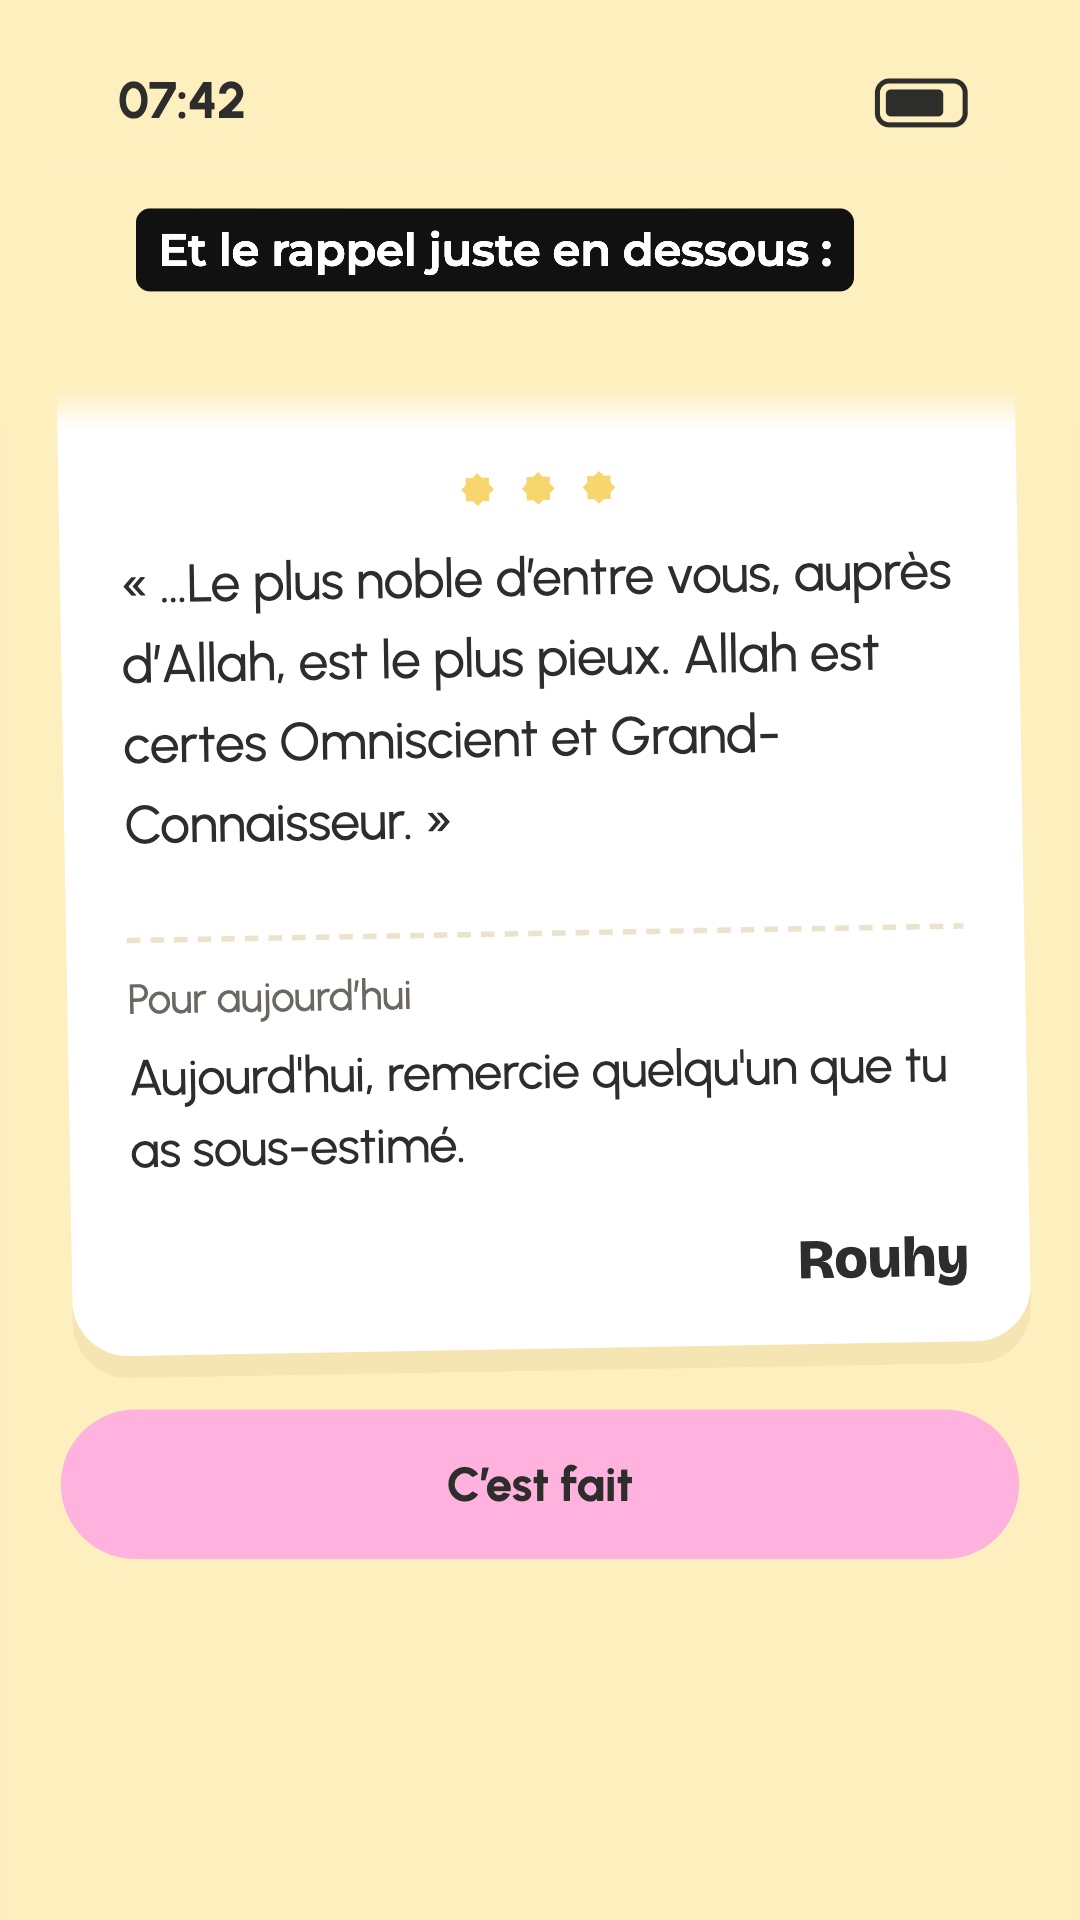 07:42
Et le rappel juste en dessous :
« ...Le plus noble d’entre vous, auprès
d’Allah, est le plus pieux. Allah est
certes Omniscient et Grand-
Connaisseur. »
Pour aujourd’hui
Aujourd'hui, remercie quelqu'un que tu
as sous-estimé.
Rouhy
C’est fait